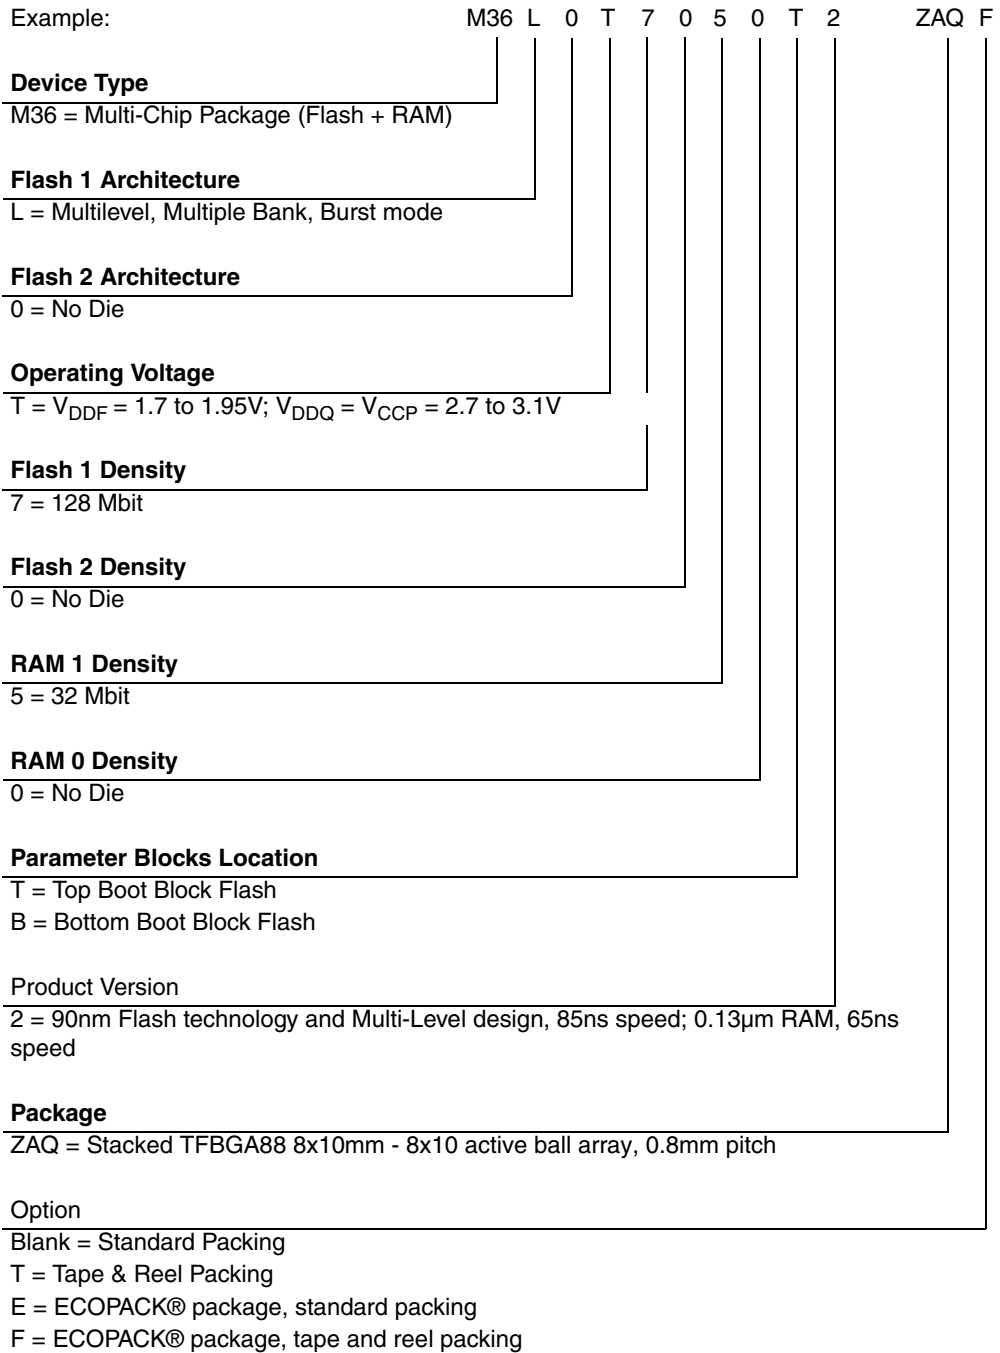 Example: M36 L 0 T 7 0 5 0 T 2 ZAQ F
Device Type
M36 = Multi-Chip Package (Flash + RAM)
Flash 1 Architecture
L = Multilevel, Multiple Bank, Burst mode
Flash 2 Architecture
0 = No Die
Operating Voltage
T = VDDF = 1.7 to 1.95V; VDDQ = VCCP = 2.7 to 3.1V
Flash 1 Density
7 = 128 Mbit
Flash 2 Density
0 = No Die
RAM 1 Density
5 = 32 Mbit
RAM 0 Density
0 = No Die
Parameter Blocks Location
T = Top Boot Block Flash
B = Bottom Boot Block Flash
Product Version
2 = 90nm Flash technology and Multi-Level design, 85ns speed; 0.13µm RAM, 65ns
speed
Package
ZAQ = Stacked TFBGA88 8x10mm - 8x10 active ball array, 0.8mm pitch
Option
Blank = Standard Packing
T = Tape & Reel Packing
E = ECOPACK® package, standard packing
F = ECOPACK® package, tape and reel packing